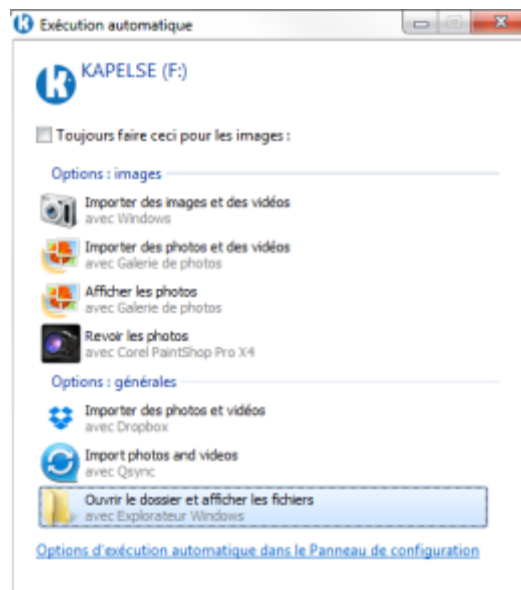 Exécution automatique
KAPELSE (F:)
Toujours faire ceci pour les images :
Options : images
Importer des images et des vidéos
avec Windows
Importer des photos et des vidéos
avec Galerie de photos
Afficher les photos
avec Galerie de photos
Revoir les photos
avec Corel PaintShop Pro X4
Options : générales
Importer des photos et vidéos
avec Dropbox
Import photos and videos
avec Qsync
Ouvrir le dossier et afficher les fichiers
avec Explorateur Windows
Options d'exécution automatique dans le Panneau de configuration